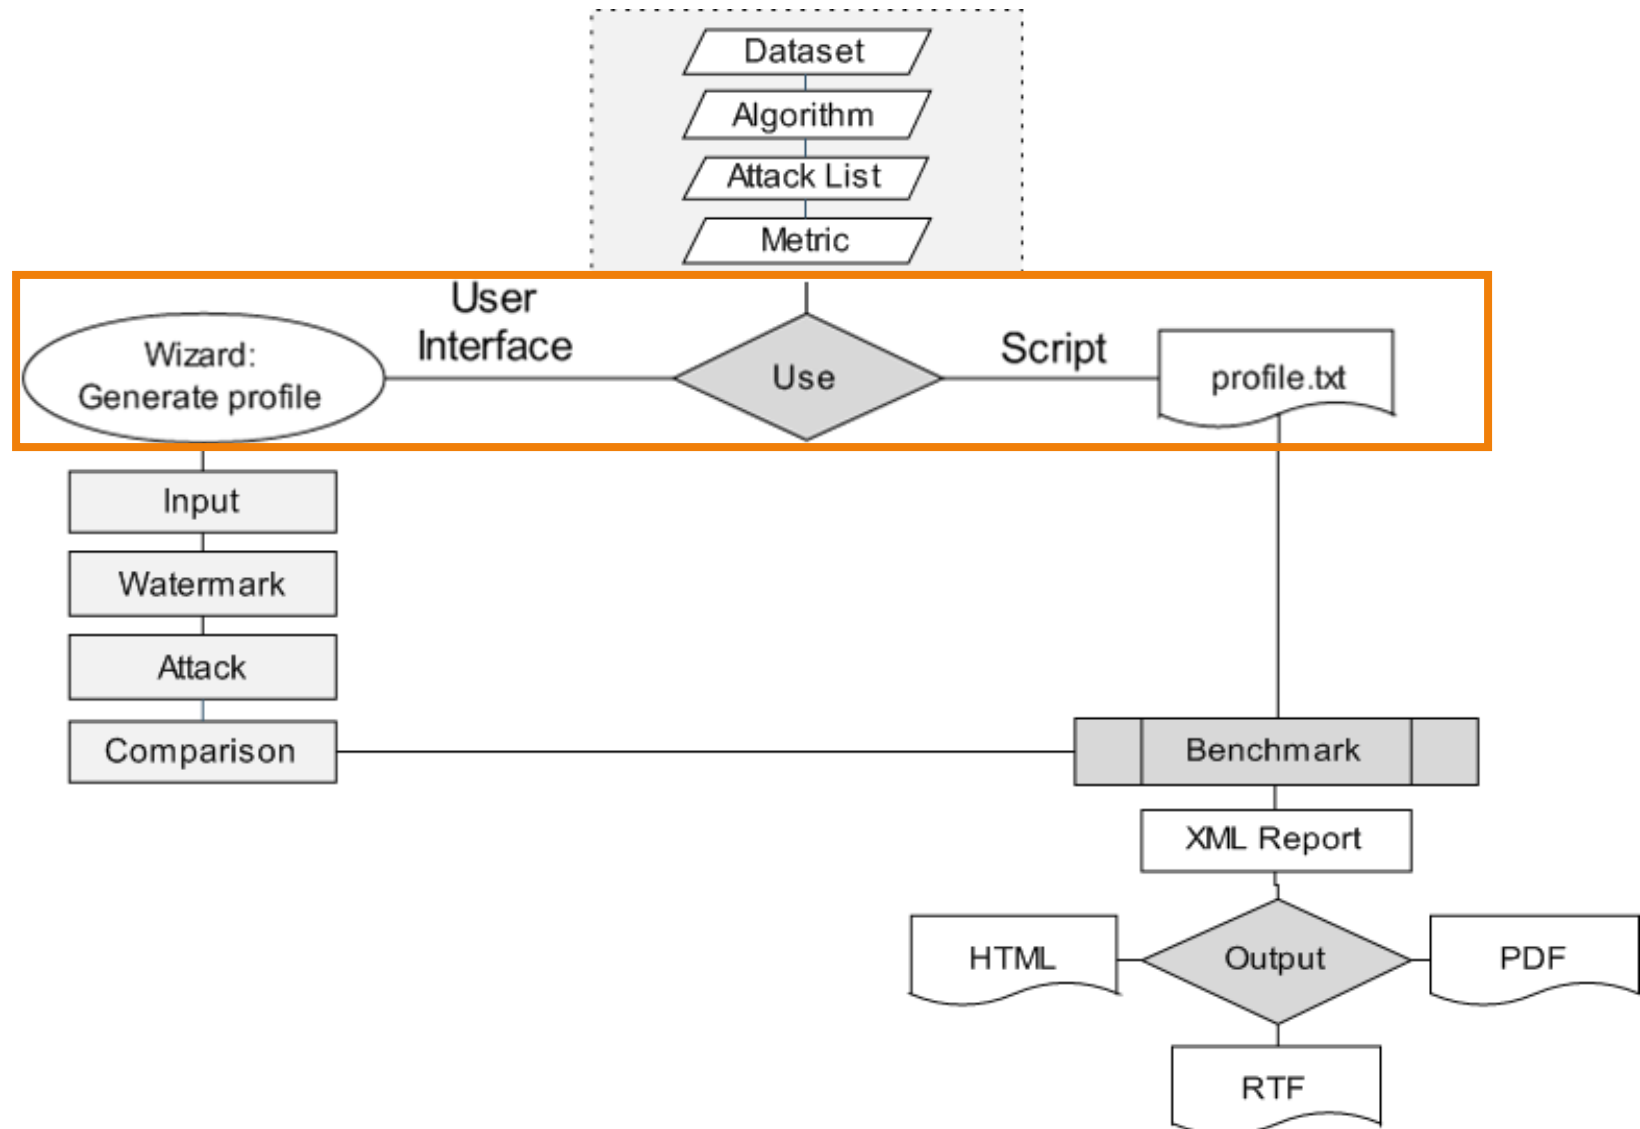 Dataset
Algorithm
Attack List
Metric
User
Interface
Wizard:
Generate profile
Use
Script
profile.txt
Input
Watermark
Attack
Comparison
Benchmark
XML Report
HTML
Output
PDF
RTF